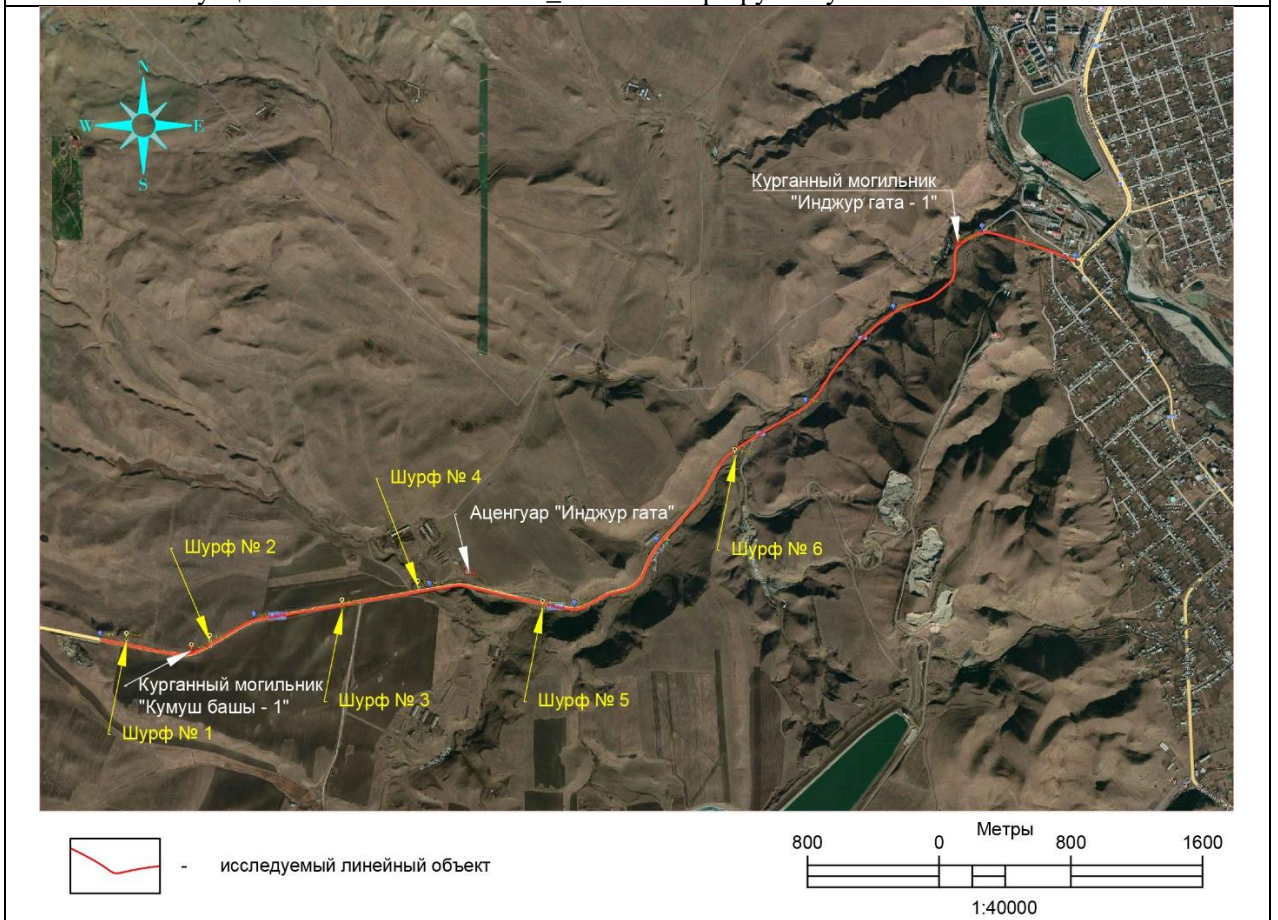 N
W E
S
Курганный могильник
"Инджур гата - 1"
Шурф № 4
Аценгуар "Инджур гата"
Шурф № 2
Шурф № 6
Курганный могильник
"Кумуш башы - 1"
Шурф № 3
Шурф № 5
Шурф № 1
- исследуемый линейный объект
Метры
800 0 800 1600
1:40000